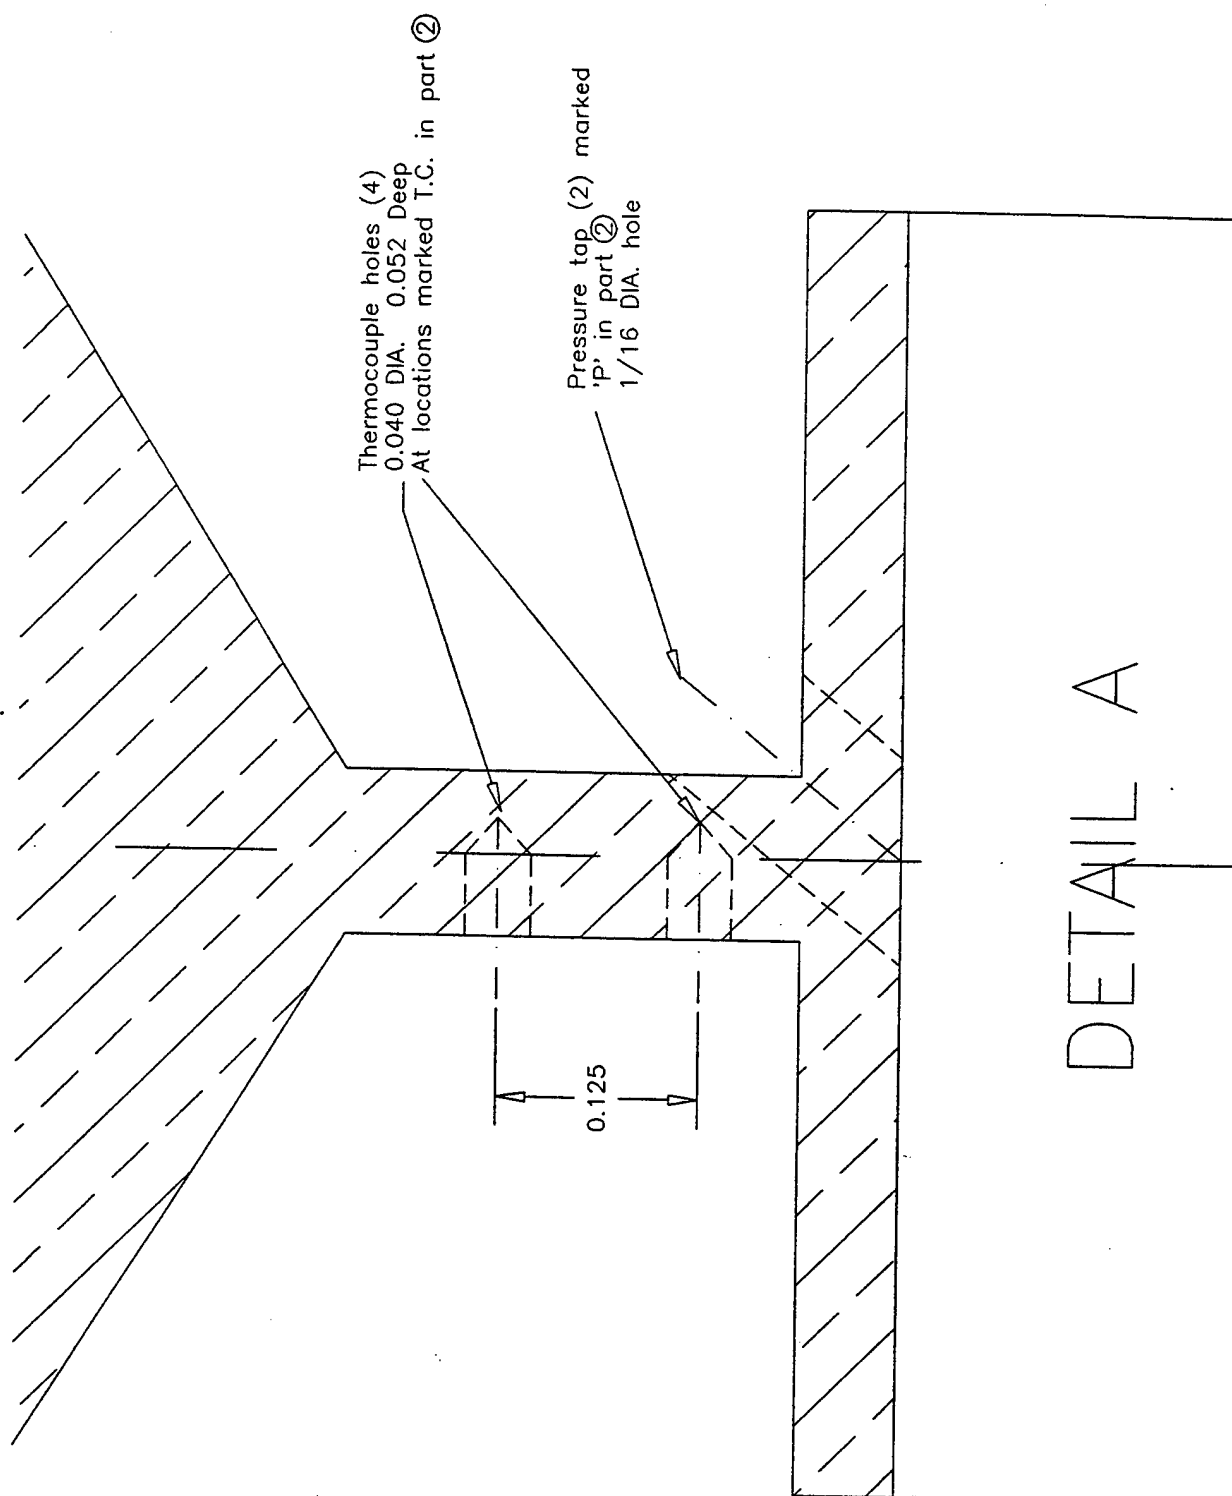 Thermocouple holes (4)
0.040 DIA. 0.052 Deep
At locations marked T.C. in part ②
Pressure tap (2) marked
'P' in part ②
1/16 DIA. hole
0.125
DETAIL A